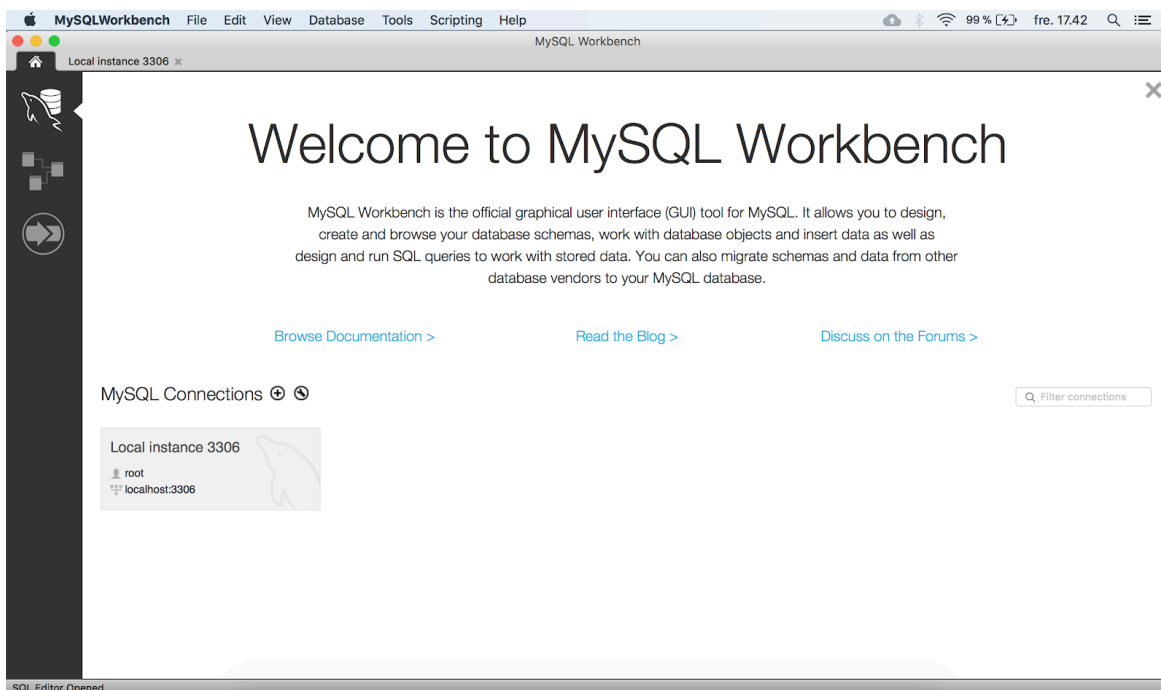 MySQLWorkbench File Edit View Database Tools Scripting Help 99 % fre. 17.42
MySQL Workbench
Local instance 3306
Welcome to MySQL Workbench
MySQL Workbench is the official graphical user interface (GUI) tool for MySQL. It allows you to design,
create and browse your database schemas, work with database objects and insert data as well as
design and run SQL queries to work with stored data. You can also migrate schemas and data from other
database vendors to your MySQL database.
Browse Documentation > Read the Blog > Discuss on the Forums >
MySQL Connections
Filter connections
Local instance 3306
root
localhost:3306
SQL Editor Opened.